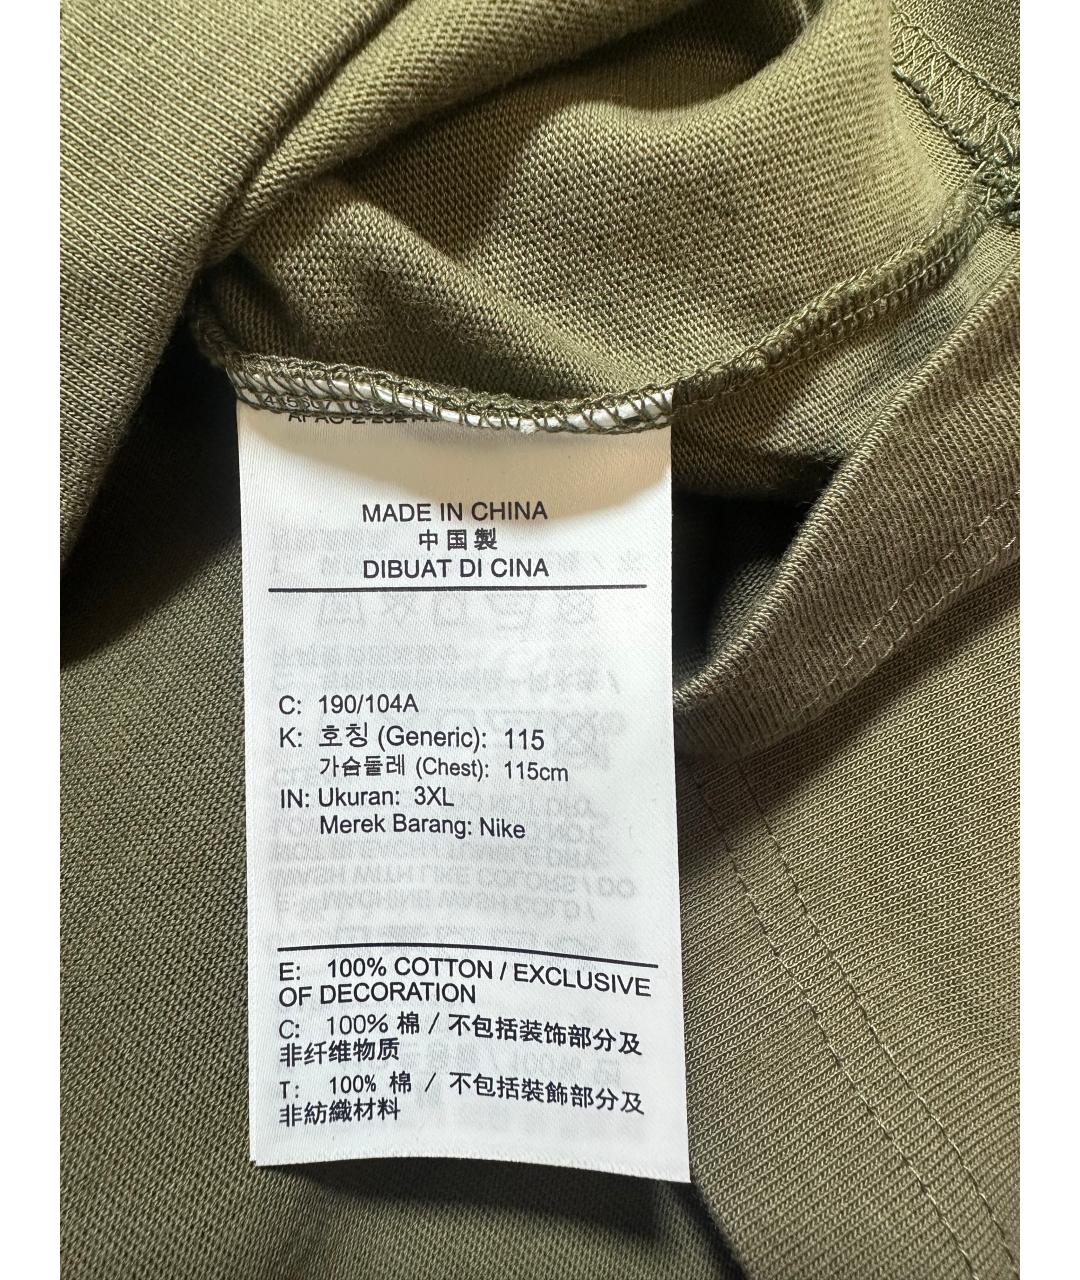 MADE IN CHINA
中国製
DIBUAT DI CINA
C: 190/104A
K: 호칭 (Generic): 115
가슴둘레 (Chest): 115cm
IN: Ukuran: 3XL
Merek Barang: Nike
E: 100% COTTON / EXCLUSIVE
OF DECORATION
C: 100% 棉 / 不包括装饰部分及
非纤维物质
T: 100% 棉 / 不包括裝飾部分及
非紡織材料